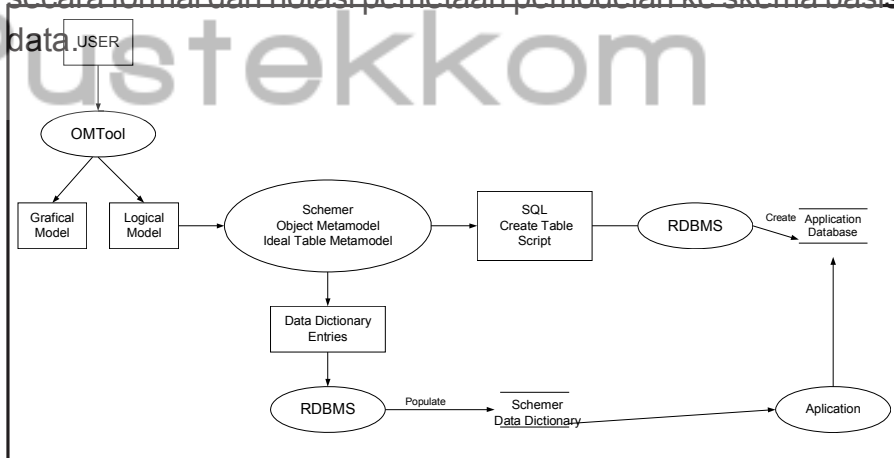 secara formal dan notasi pemetaan pemodelan ke skema basis
data.
ustekkom
USER
OMTool
Grafical
Model
Logical
Model
Schemer
Object Metamodel
Ideal Table Metamodel
SQL
Create Table
Script
RDBMS
Create
Application
Database
Data Dictionary
Entries
RDBMS
Populate
Schemer
Data Dictionary
Aplication